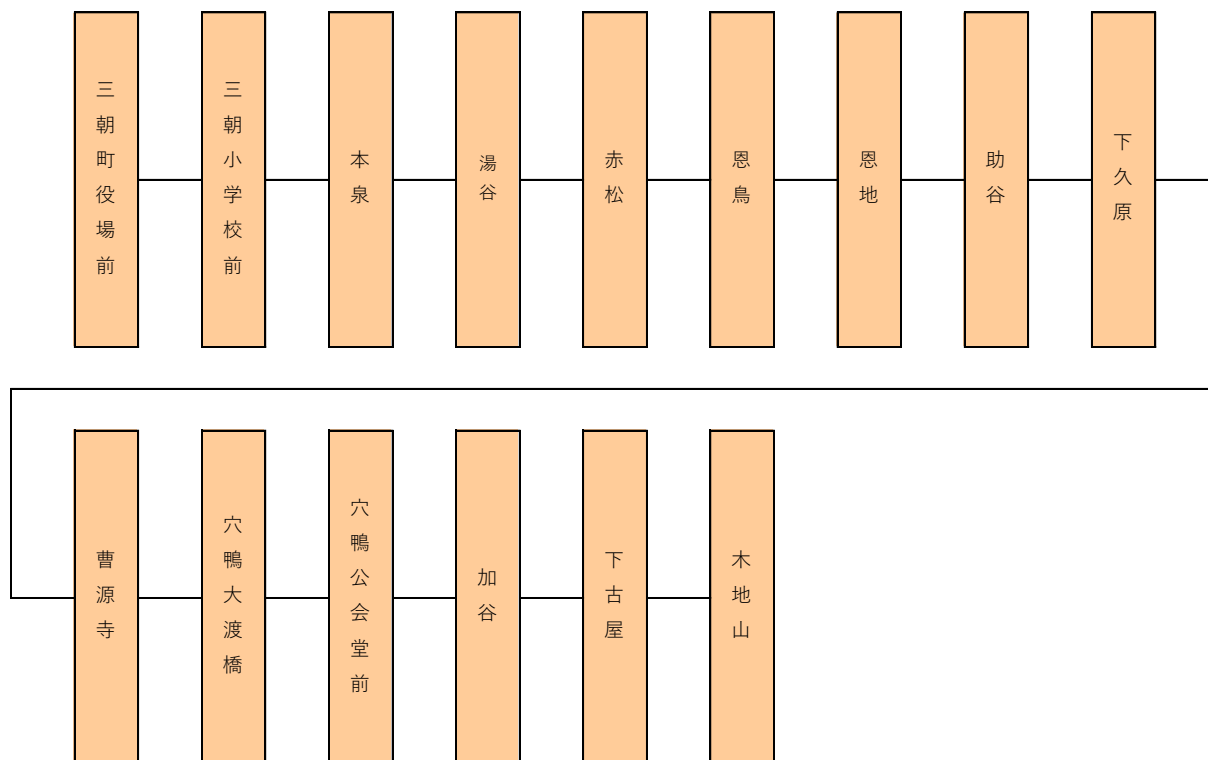 三朝町役場前
三朝小学校前
本泉
湯谷
赤松
恩鳥
恩地
助谷
下久原
曹源寺
穴鴨大渡橋
穴鴨公会堂前
加谷
下古屋
木地山